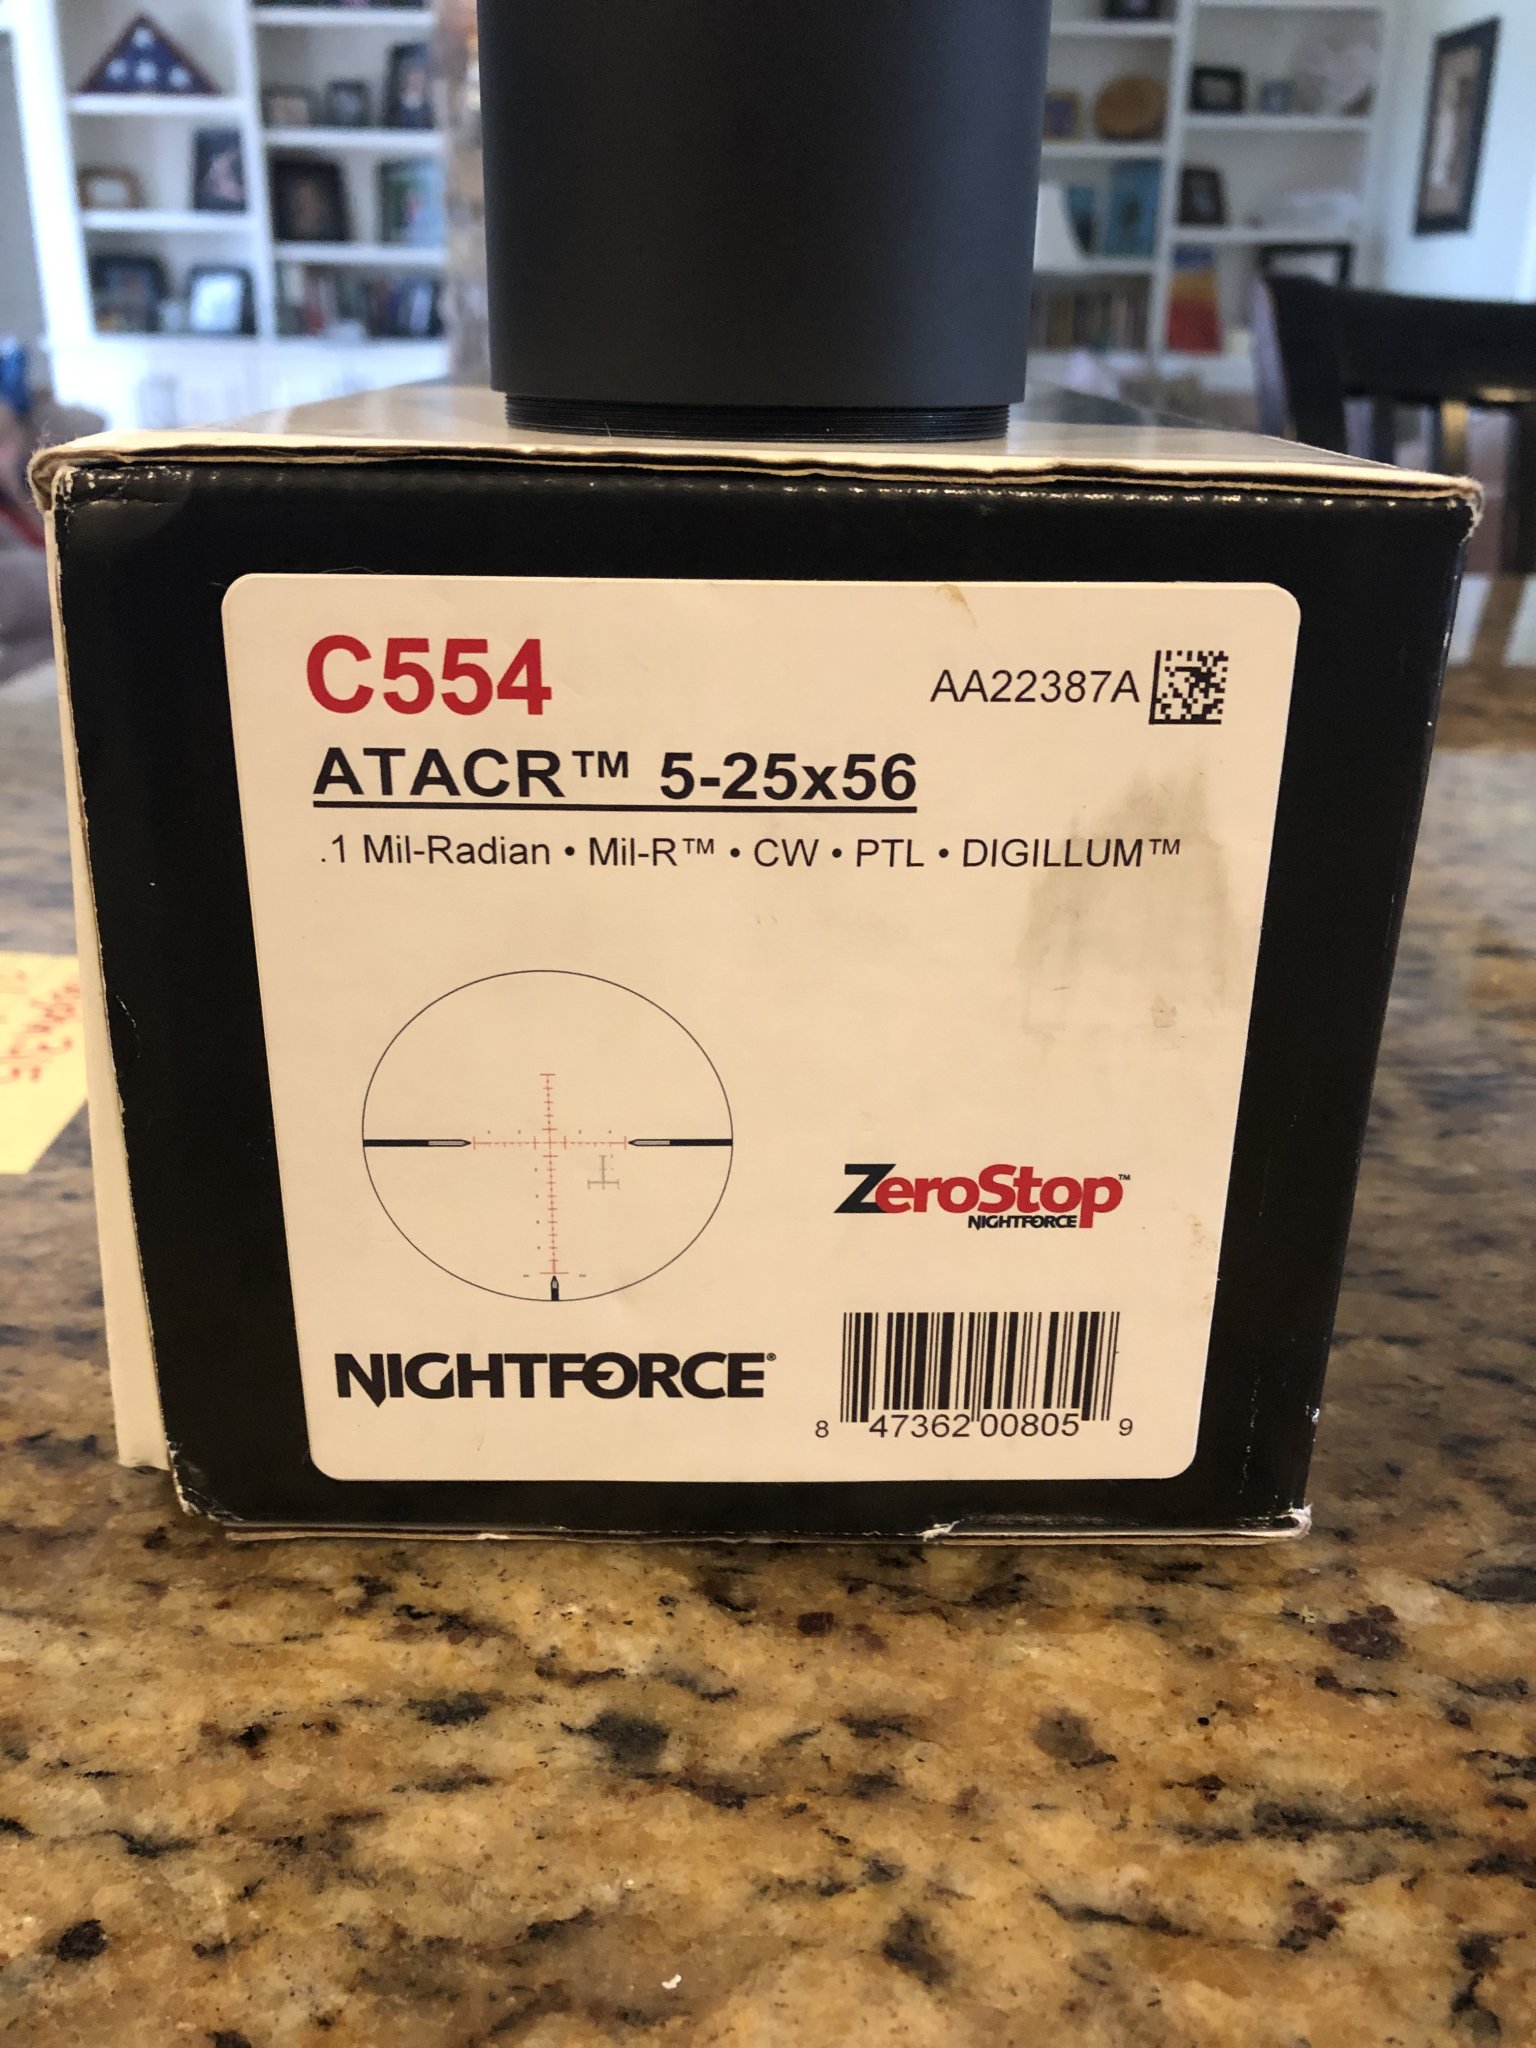 C554
AA22387A
ATACR™ 5-25x56
.1 Mil-Radian • Mil-R™ • CW • PTL • DIGILLUM™
ZeroStop™
NIGHTFORCE
NIGHTFORCE®
8 47362 00805 9